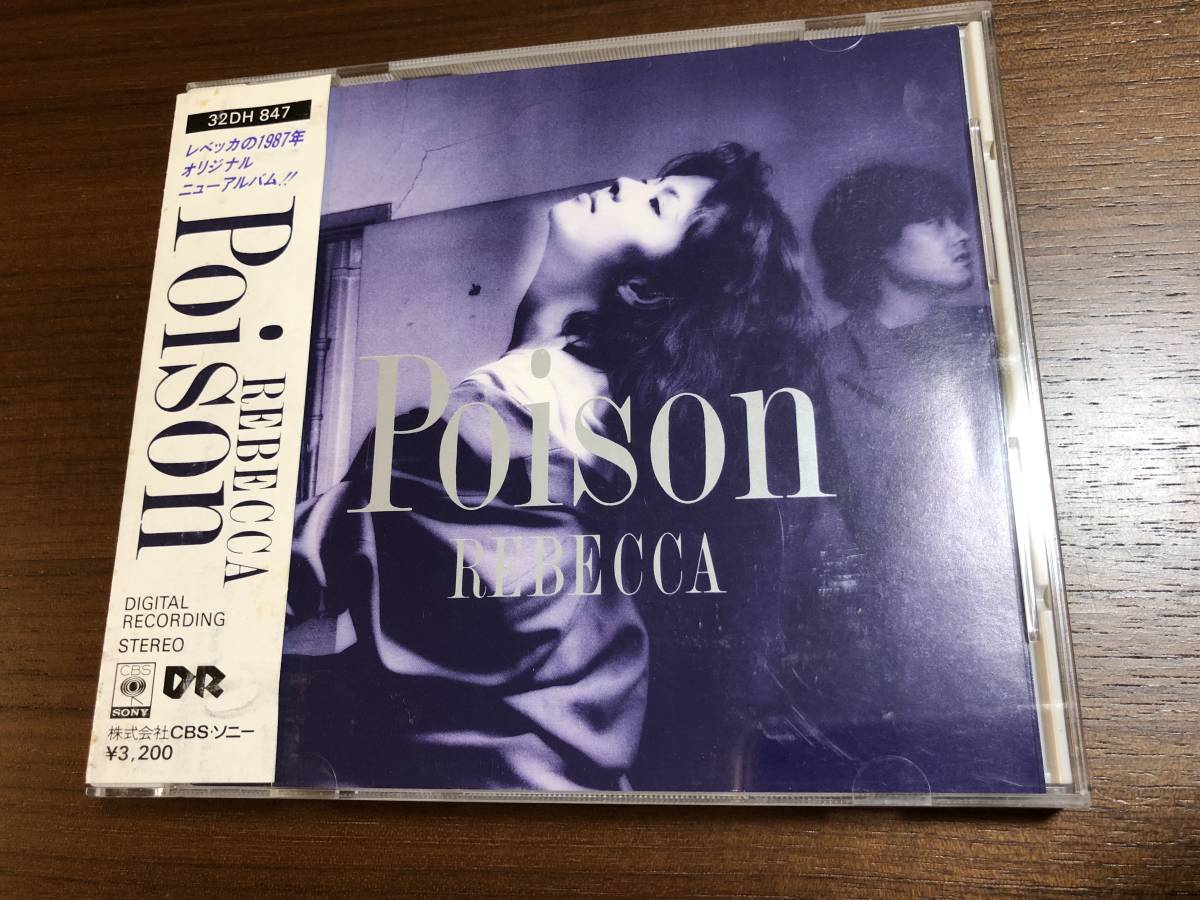 32DH 847
レベッカの1987年
オリジナル
ニューアルバム!!
Poison
REBECCA
DIGITAL
RECORDING
STEREO
CBS
SONY
DR
株式会社CBS・ソニー
¥3,200
Poison
REBECCA